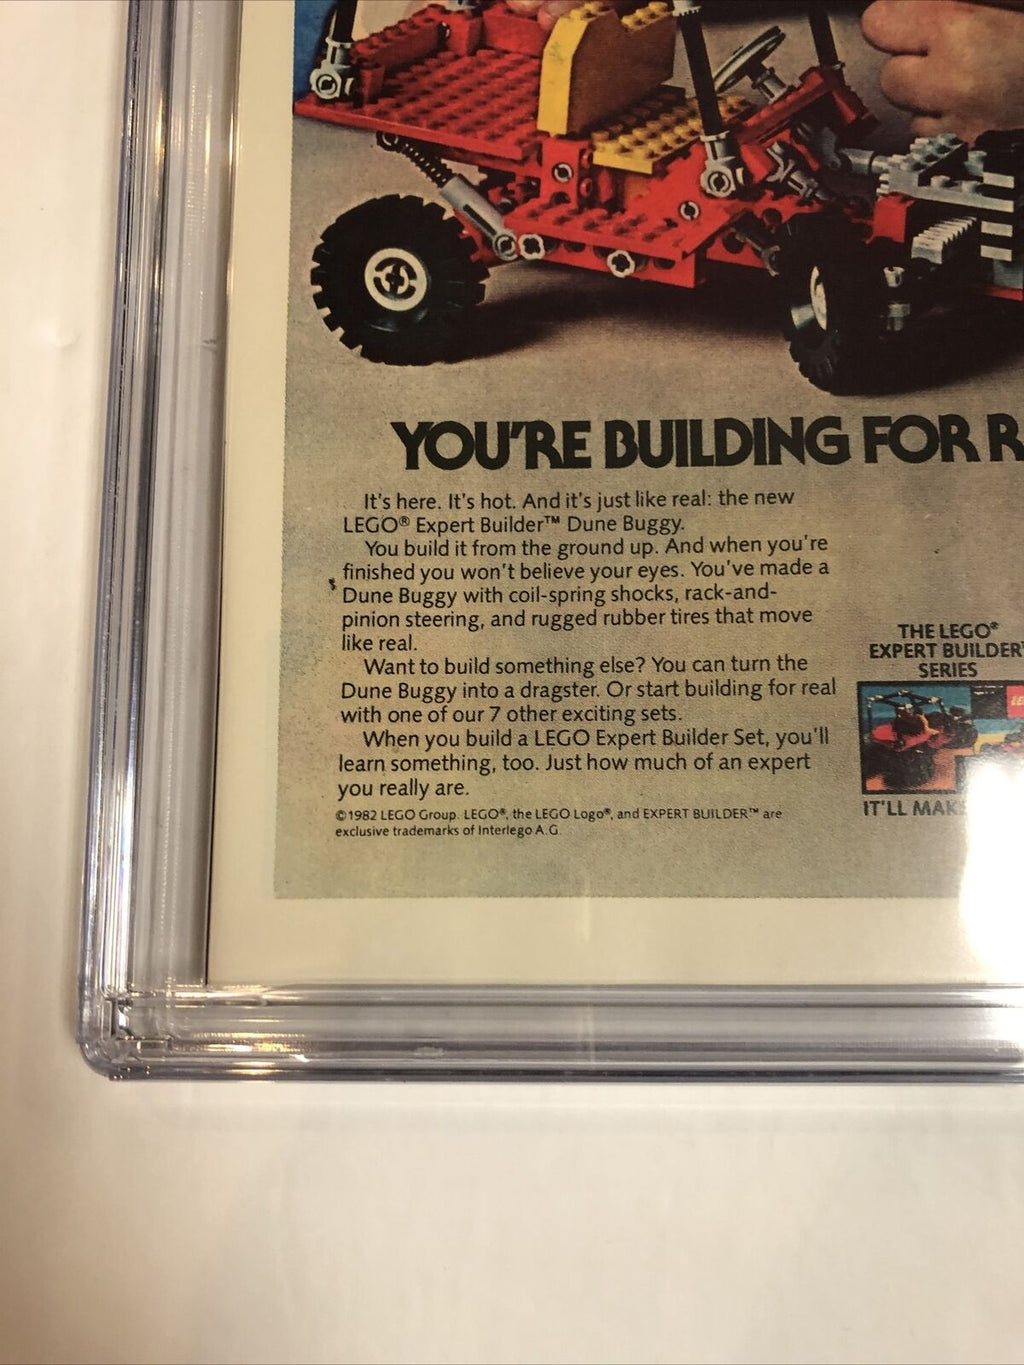 YOU'RE BUILDING FOR R
It's here. It's hot. And it's just like real: the new
LEGO® Expert Builder™ Dune Buggy.
You build it from the ground up. And when you're
finished you won't believe your eyes. You've made a
Dune Buggy with coil-spring shocks, rack-and-
pinion steering, and rugged rubber tires that move
like real.
Want to build something else? You can turn the
Dune Buggy into a dragster. Or start building for real
with one of our 7 other exciting sets.
When you build a LEGO Expert Builder Set, you'll
learn something, too. Just how much of an expert
you really are.
©1982 LEGO Group. LEGO®, the LEGO Logo®, and EXPERT BUILDER™ are
exclusive trademarks of Interlego A.G.
THE LEGO®
EXPERT BUILDER
SERIES
IT'LL MAK